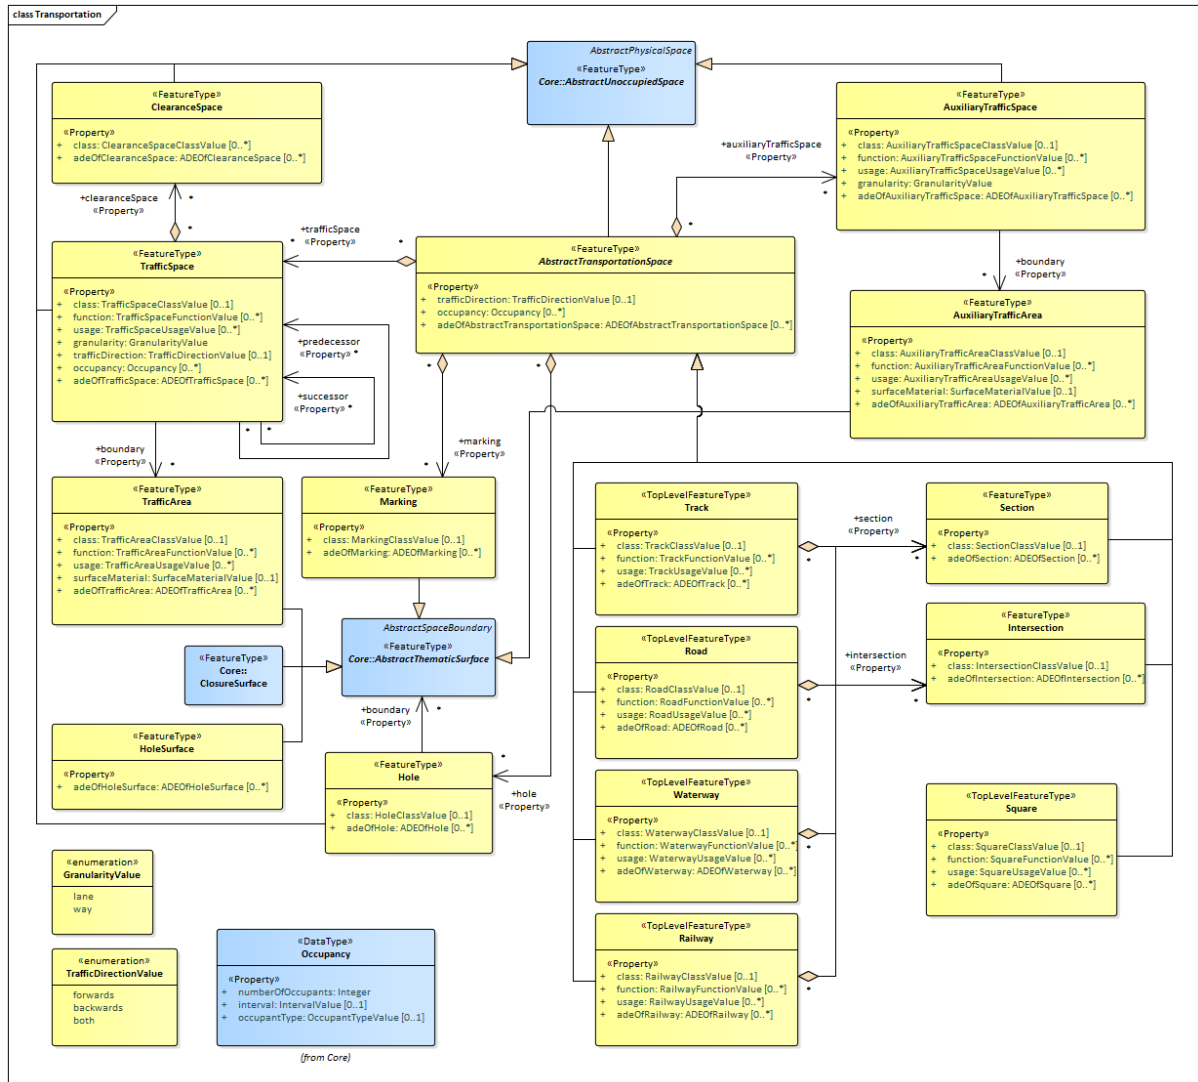 class Transportation
AbstractPhysicalSpace
«FeatureType»
Core::AbstractUnoccupiedSpace
«FeatureType»
ClearanceSpace
«Property»
+ class: ClearanceSpaceClassValue [0..*]
+ adeOfClearanceSpace: ADEOfClearanceSpace [0..*]
«FeatureType»
AuxiliaryTrafficSpace
«Property»
+ class: AuxiliaryTrafficSpaceClassValue [0..1]
+ function: AuxiliaryTrafficSpaceFunctionValue [0..*]
+ usage: AuxiliaryTrafficSpaceUsageValue [0..*]
+ granularity: GranularityValue
+ adeOfAuxiliaryTrafficSpace: ADEOfAuxiliaryTrafficSpace [0..*]
+auxiliaryTrafficSpace
«Property»
*
*
+clearanceSpace
«Property»
*
*
+trafficSpace
«Property»
*
*
«FeatureType»
TrafficSpace
«Property»
+ class: TrafficSpaceClassValue [0..1]
+ function: TrafficSpaceFunctionValue [0..*]
+ usage: TrafficSpaceUsageValue [0..*]
+ granularity: GranularityValue
+ trafficDirection: TrafficDirectionValue [0..1]
+ occupancy: Occupancy [0..*]
+ adeOfTrafficSpace: ADEOfTrafficSpace [0..*]
+predecessor
«Property» *
+successor
«Property» *
*
*
«FeatureType»
AbstractTransportationSpace
«Property»
+ trafficDirection: TrafficDirectionValue [0..1]
+ occupancy: Occupancy [0..*]
+ adeOfAbstractTransportationSpace: ADEOfAbstractTransportationSpace [0..*]
+boundary
«Property»
*
«FeatureType»
AuxiliaryTrafficArea
«Property»
+ class: AuxiliaryTrafficAreaClassValue [0..1]
+ function: AuxiliaryTrafficAreaFunctionValue [0..*]
+ usage: AuxiliaryTrafficAreaUsageValue [0..*]
+ surfaceMaterial: SurfaceMaterialValue [0..1]
+ adeOfAuxiliaryTrafficArea: ADEOfAuxiliaryTrafficArea [0..*]
+boundary
«Property»
*
*
*
+marking
«Property»
*
«FeatureType»
TrafficArea
«Property»
+ class: TrafficAreaClassValue [0..1]
+ function: TrafficAreaFunctionValue [0..*]
+ usage: TrafficAreaUsageValue [0..*]
+ surfaceMaterial: SurfaceMaterialValue [0..1]
+ adeOfTrafficArea: ADEOfTrafficArea [0..*]
«FeatureType»
Marking
«Property»
+ class: MarkingClassValue [0..1]
+ adeOfMarking: ADEOfMarking [0..*]
«TopLevelFeatureType»
Track
«Property»
+ class: TrackClassValue [0..1]
+ function: TrackFunctionValue [0..*]
+ usage: TrackUsageValue [0..*]
+ adeOfTrack: ADEOfTrack [0..*]
+section
«Property»
*
*
«FeatureType»
Section
«Property»
+ class: SectionClassValue [0..1]
+ adeOfSection: ADEOfSection [0..*]
AbstractSpaceBoundary
«FeatureType»
Core::AbstractThematicSurface
«FeatureType»
Core::
ClosureSurface
«TopLevelFeatureType»
Road
«Property»
+ class: RoadClassValue [0..1]
+ function: RoadFunctionValue [0..*]
+ usage: RoadUsageValue [0..*]
+ adeOfRoad: ADEOfRoad [0..*]
+intersection
«Property»
*
*
«FeatureType»
Intersection
«Property»
+ class: IntersectionClassValue [0..1]
+ adeOfIntersection: ADEOfIntersection [0..*]
+boundary
«Property»
*
«FeatureType»
HoleSurface
«Property»
+ adeOfHoleSurface: ADEOfHoleSurface [0..*]
«FeatureType»
Hole
«Property»
+ class: HoleClassValue [0..1]
+ adeOfHole: ADEOfHole [0..*]
*
+hole
«Property»
«TopLevelFeatureType»
Waterway
«Property»
+ class: WaterwayClassValue [0..1]
+ function: WaterwayFunctionValue [0..*]
+ usage: WaterwayUsageValue [0..*]
+ adeOfWaterway: ADEOfWaterway [0..*]
*
«TopLevelFeatureType»
Square
«Property»
+ class: SquareClassValue [0..1]
+ function: SquareFunctionValue [0..*]
+ usage: SquareUsageValue [0..*]
+ adeOfSquare: ADEOfSquare [0..*]
«enumeration»
GranularityValue
lane
way
«TopLevelFeatureType»
Railway
«Property»
+ class: RailwayClassValue [0..1]
+ function: RailwayFunctionValue [0..*]
+ usage: RailwayUsageValue [0..*]
+ adeOfRailway: ADEOfRailway [0..*]
*
«enumeration»
TrafficDirectionValue
forwards
backwards
both
«DataType»
Occupancy
«Property»
+ numberOfOccupants: Integer
+ interval: IntervalValue [0..1]
+ occupantType: OccupantTypeValue [0..1]
(from Core)